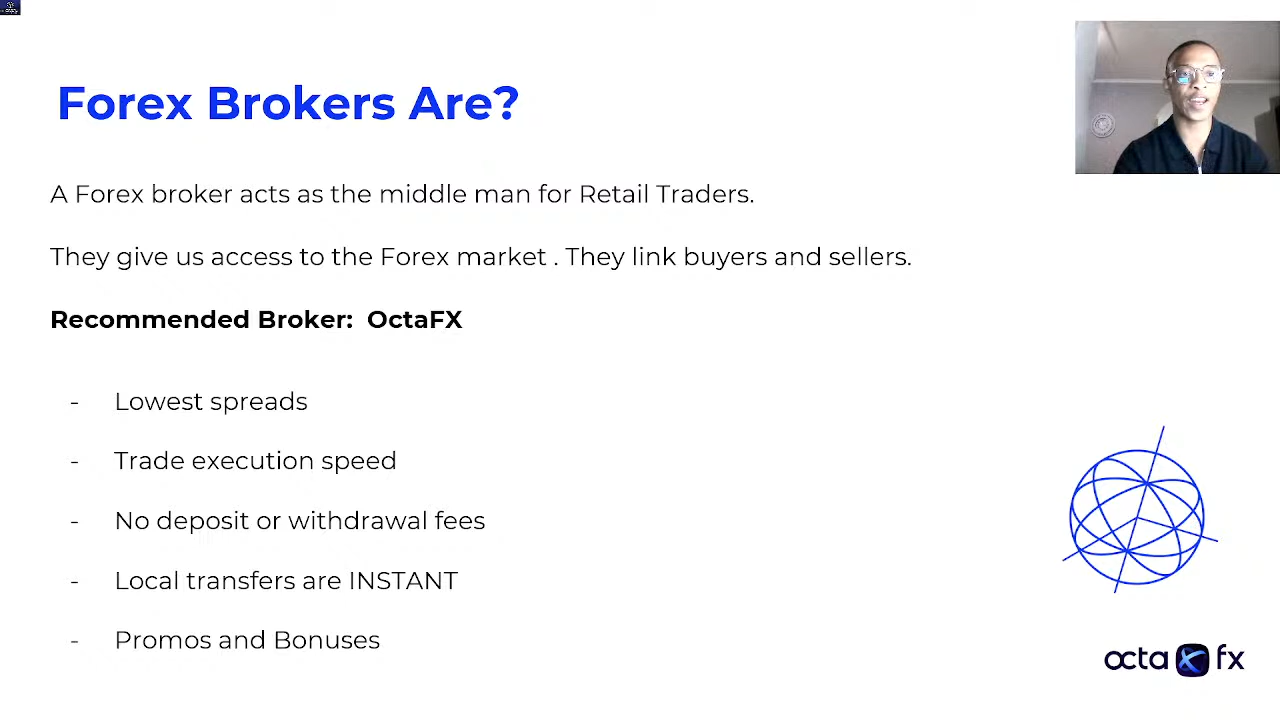 Forex Brokers Are?
A Forex broker acts as the middle man for Retail Traders.
They give us access to the Forex market . They link buyers and sellers.
Recommended Broker:  OctaFX
- Lowest spreads
- Trade execution speed
- No deposit or withdrawal fees
- Local transfers are INSTANT
- Promos and Bonuses
octa fx